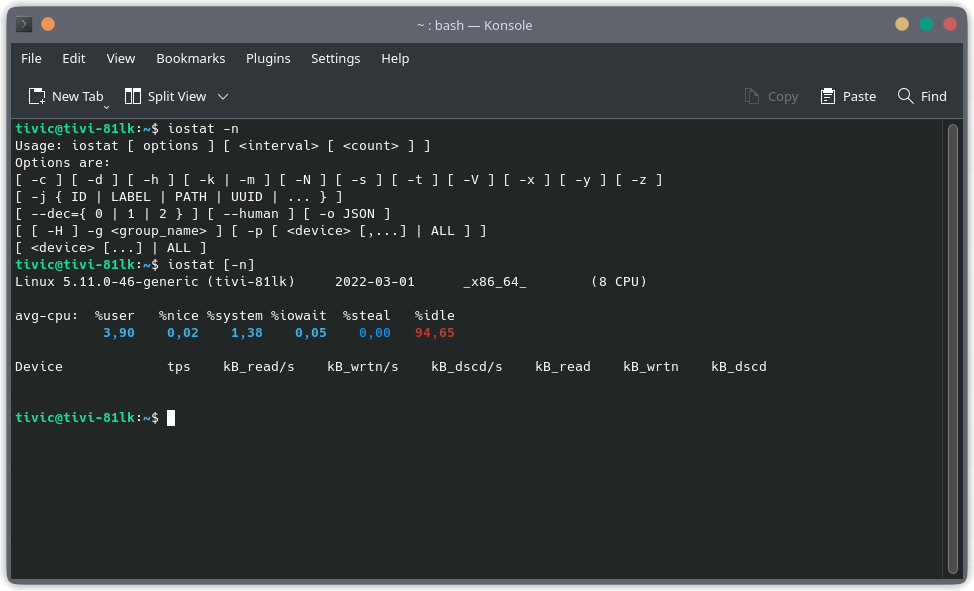 ~ : bash — Konsole
File Edit View Bookmarks Plugins Settings Help
New Tab Split View Copy Paste Find
tivic@tivi-81lk:~$ iostat -n
Usage: iostat [ options ] [ <interval> [ <count> ] ]
Options are:
[ -c ] [ -d ] [ -h ] [ -k | -m ] [ -N ] [ -s ] [ -t ] [ -V ] [ -x ] [ -y ] [ -z ]
[ -j { ID | LABEL | PATH | UUID | ... } ]
[ --dec={ 0 | 1 | 2 } ] [ --human ] [ -o JSON ]
[ [ -H ] -g <group_name> ] [ -p [ <device> [,...] | ALL ] ]
[ <device> [...] | ALL ]
tivic@tivi-81lk:~$ iostat [-n]
Linux 5.11.0-46-generic (tivi-81lk) 2022-03-01 _x86_64_ (8 CPU)
avg-cpu: %user %nice %system %iowait %steal %idle
3,90 0,02 1,38 0,05 0,00 94,65
Device tps kB_read/s kB_wrtn/s kB_dscd/s kB_read kB_wrtn kB_dscd
tivic@tivi-81lk:~$